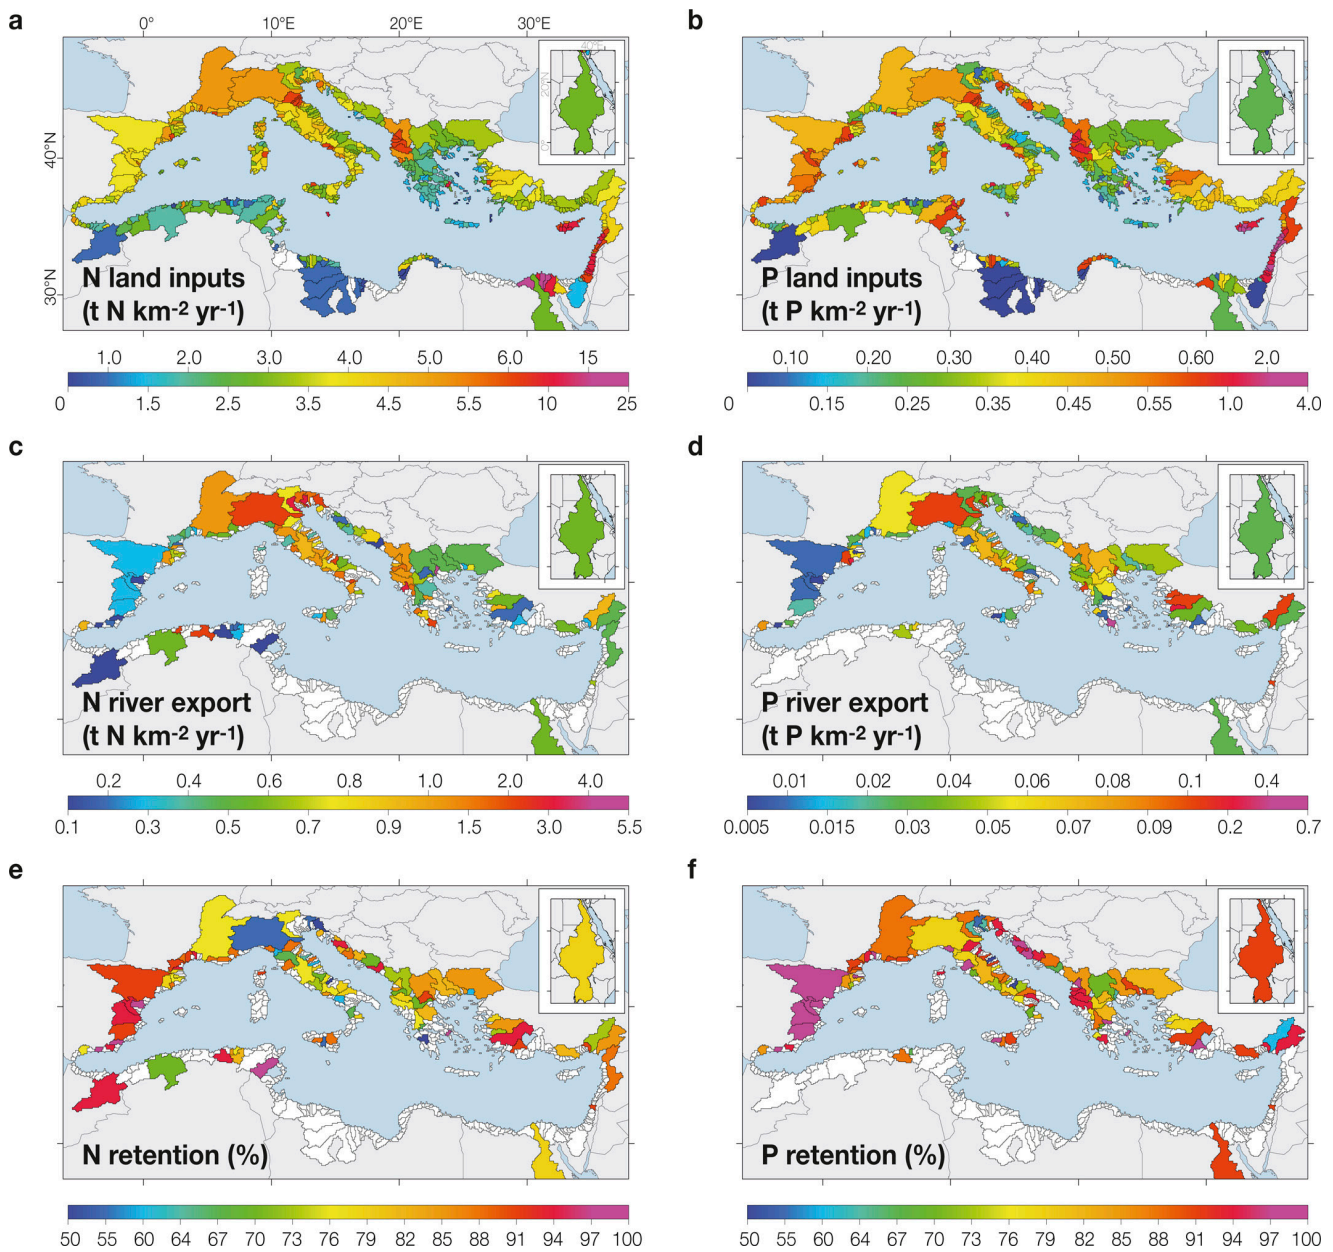 a
b
0° 10°E 20°E 30°E
40°N
30°N
N land inputs
(t N km-2 yr-1)
P land inputs
(t P km-2 yr-1)
1.0 2.0 3.0 4.0 5.0 6.0 15
0 1.5 2.5 3.5 4.5 5.5 10 25
0.10 0.20 0.30 0.40 0.50 0.60 2.0
0 0.15 0.25 0.35 0.45 0.55 1.0 4.0
c
d
N river export
(t N km-2 yr-1)
P river export
(t P km-2 yr-1)
0.2 0.4 0.6 0.8 1.0 2.0 4.0
0.1 0.3 0.5 0.7 0.9 1.5 3.0 5.5
0.01 0.02 0.04 0.06 0.08 0.1 0.4
0.005 0.015 0.03 0.05 0.07 0.09 0.2 0.7
e
f
N retention (%)
P retention (%)
50 55 60 64 67 70 73 76 79 82 85 88 91 94 97 100
50 55 60 64 67 70 73 76 79 82 85 88 91 94 97 100